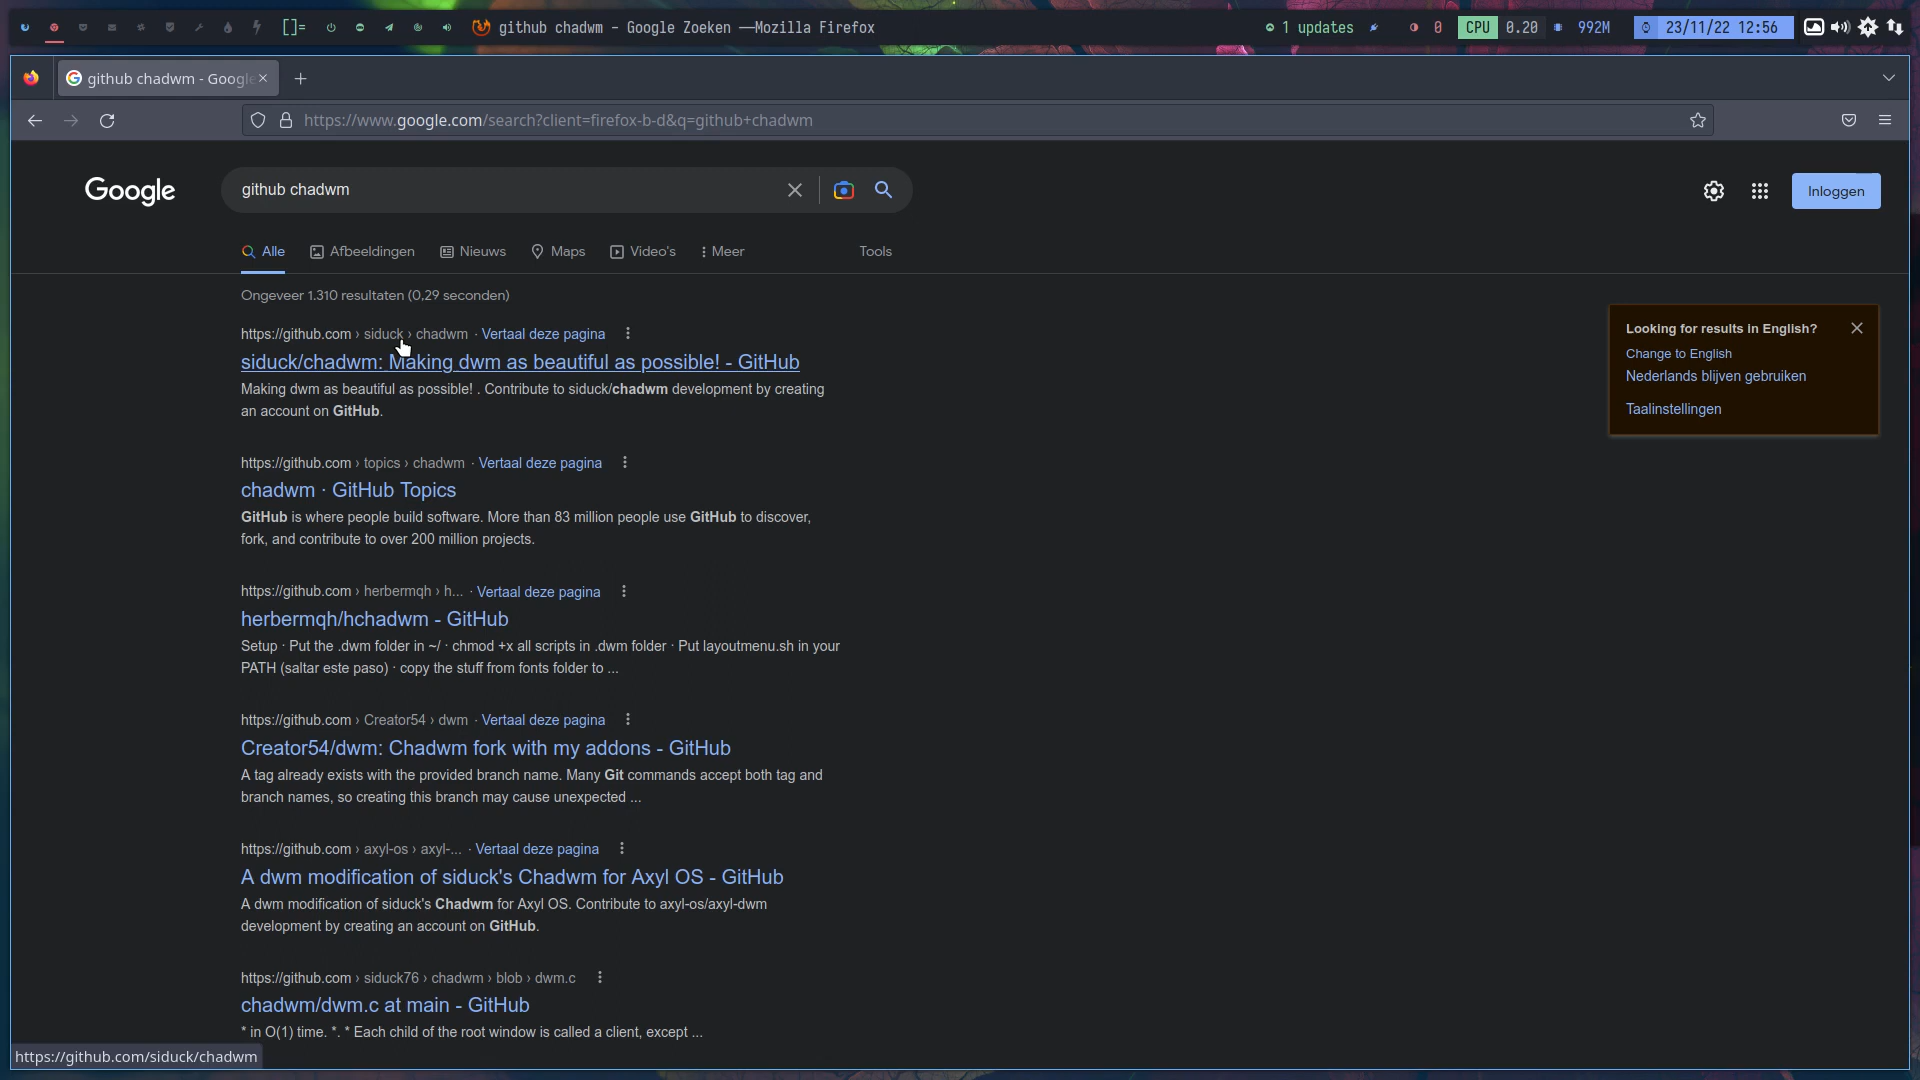 []= github chadwm - Google Zoeken —Mozilla Firefox 1 updates 0 CPU 0.20 992M 23/11/22 12:56
github chadwm - Google
https://www.google.com/search?client=firefox-b-d&q=github+chadwm
Google github chadwm Inloggen
Alle Afbeeldingen Nieuws Maps Video's Meer Tools
Ongeveer 1.310 resultaten (0,29 seconden)
https://github.com › siduck › chadwm · Vertaal deze pagina
siduck/chadwm: Making dwm as beautiful as possible! - GitHub
Making dwm as beautiful as possible! . Contribute to siduck/chadwm development by creating
an account on GitHub.
https://github.com › topics › chadwm · Vertaal deze pagina
chadwm · GitHub Topics
GitHub is where people build software. More than 83 million people use GitHub to discover,
fork, and contribute to over 200 million projects.
https://github.com › herbermqh › h... · Vertaal deze pagina
herbermqh/hchadwm - GitHub
Setup · Put the .dwm folder in ~/ · chmod +x all scripts in .dwm folder · Put layoutmenu.sh in your
PATH (saltar este paso) · copy the stuff from fonts folder to ...
https://github.com › Creator54 › dwm · Vertaal deze pagina
Creator54/dwm: Chadwm fork with my addons - GitHub
A tag already exists with the provided branch name. Many Git commands accept both tag and
branch names, so creating this branch may cause unexpected ...
https://github.com › axyl-os › axyl-... · Vertaal deze pagina
A dwm modification of siduck's Chadwm for Axyl OS - GitHub
A dwm modification of siduck's Chadwm for Axyl OS. Contribute to axyl-os/axyl-dwm
development by creating an account on GitHub.
https://github.com › siduck76 › chadwm › blob › dwm.c
chadwm/dwm.c at main - GitHub
* in O(1) time. *. * Each child of the root window is called a client, except ...
Looking for results in English?
Change to English
Nederlands blijven gebruiken
Taalinstellingen
https://github.com/siduck/chadwm